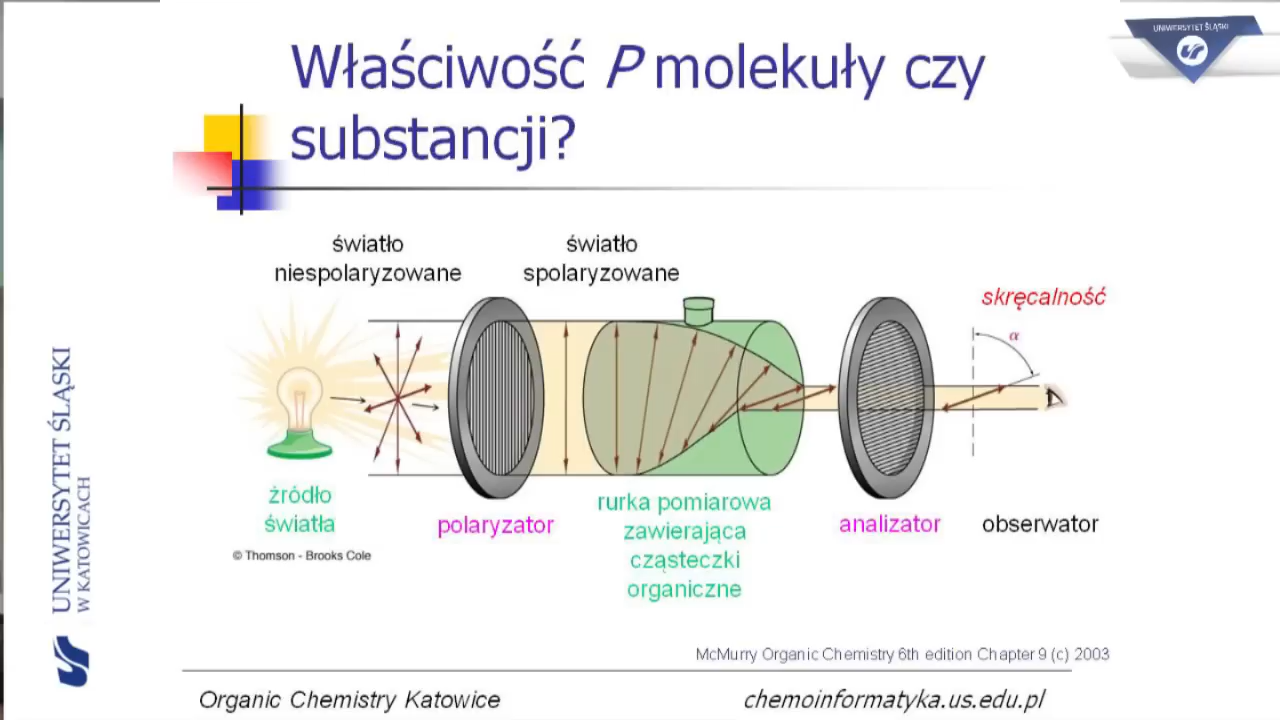 Właściwość P molekuły czy
substancji?
UNIWERSYTET ŚLĄSKI
światło
niespolaryzowane
światło
spolaryzowane
skręcalność
α
źródło
światła
polaryzator
rurka pomiarowa
zawierająca
cząsteczki
organiczne
analizator
obserwator
© Thomson - Brooks Cole
UNIWERSYTET ŚLĄSKI
W KATOWICACH
McMurry Organic Chemistry 6th edition Chapter 9 (c) 2003
Organic Chemistry Katowice
chemoinformatyka.us.edu.pl